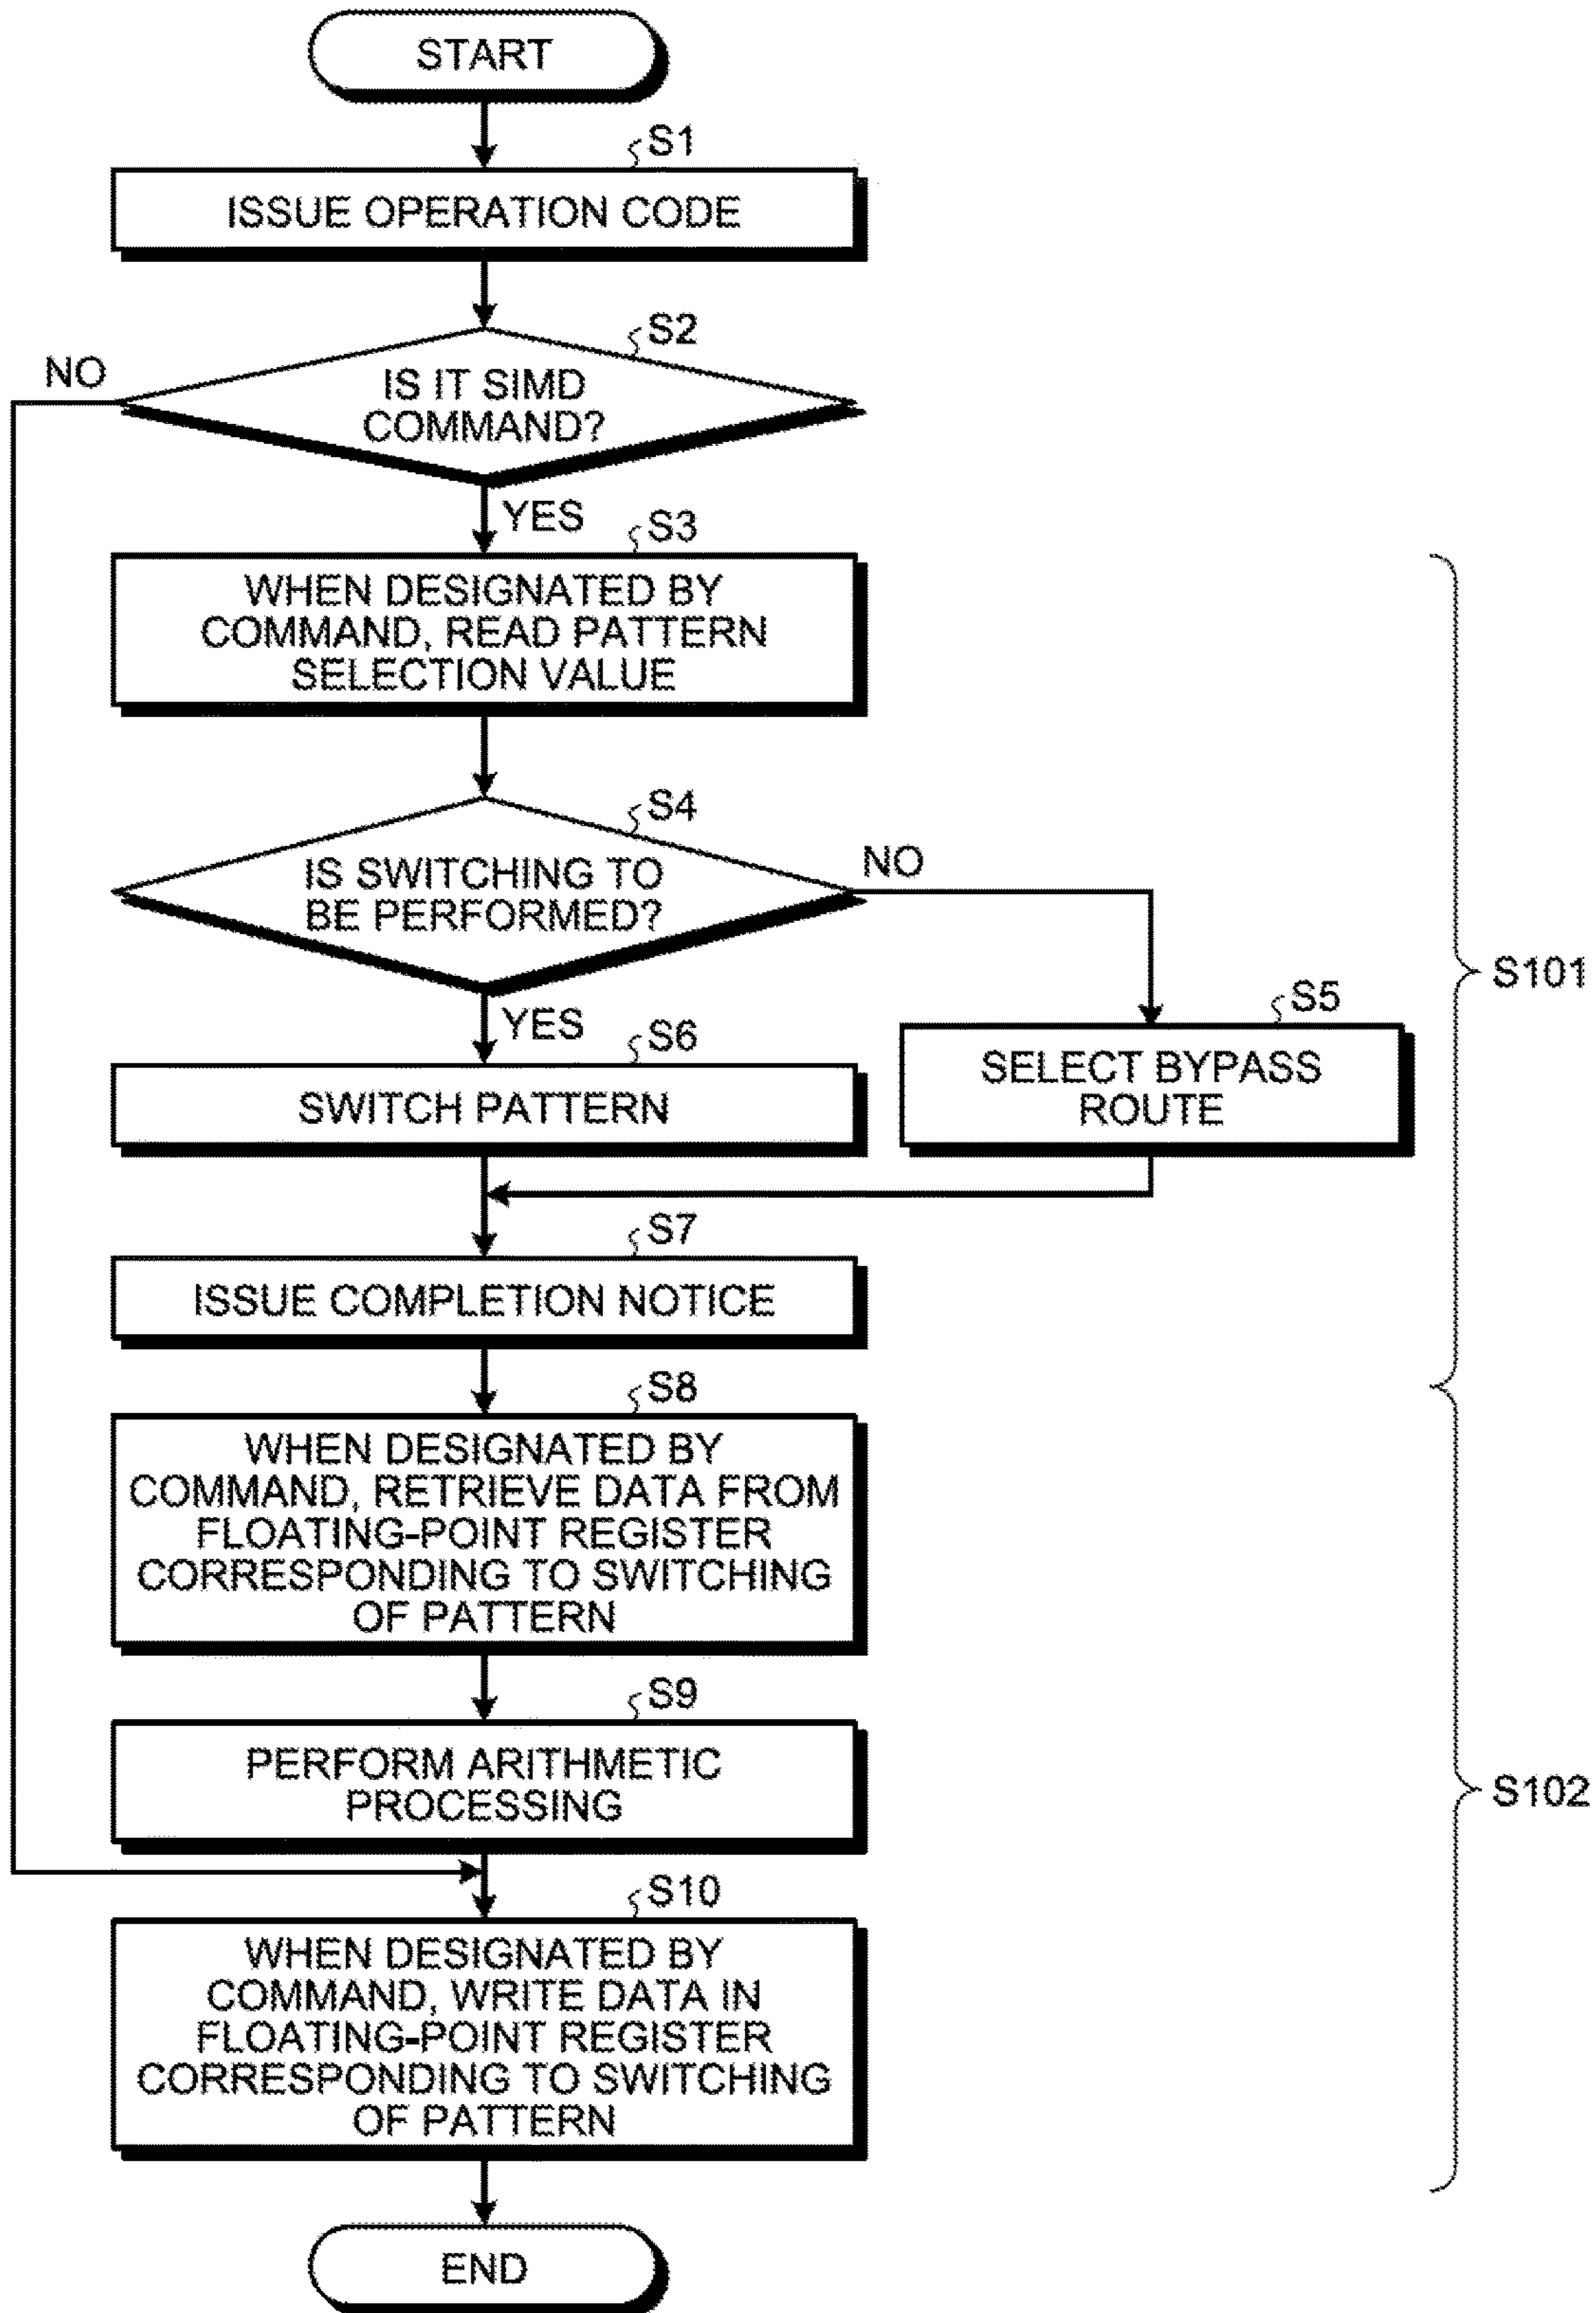 START
S1
ISSUE OPERATION CODE
S2
NO
IS IT SIMD
COMMAND?
YES
S3
WHEN DESIGNATED BY
COMMAND, READ PATTERN
SELECTION VALUE
S4
NO
IS SWITCHING TO
BE PERFORMED?
S101
S5
YES
S6
SELECT BYPASS
ROUTE
SWITCH PATTERN
S7
ISSUE COMPLETION NOTICE
S8
WHEN DESIGNATED BY
COMMAND, RETRIEVE DATA FROM
FLOATING-POINT REGISTER
CORRESPONDING TO SWITCHING
OF PATTERN
S9
PERFORM ARITHMETIC
PROCESSING
S102
S10
WHEN DESIGNATED BY
COMMAND, WRITE DATA IN
FLOATING-POINT REGISTER
CORRESPONDING TO SWITCHING
OF PATTERN
END